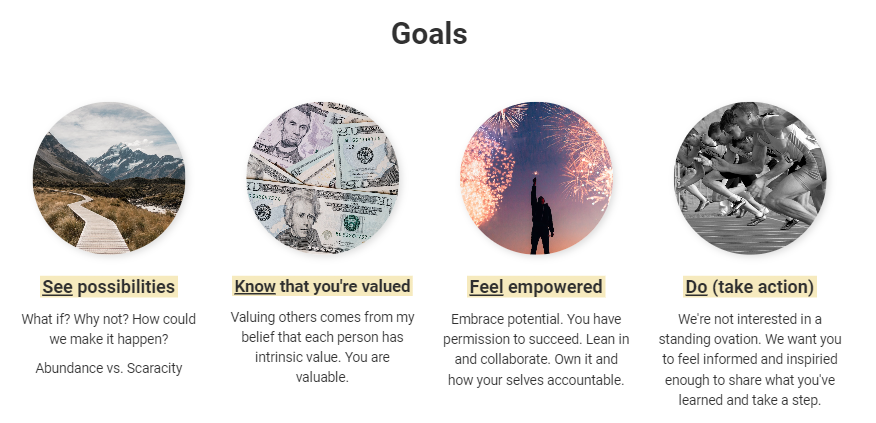 Goals
See possibilities
What if? Why not? How could
we make it happen?
Abundance vs. Scaracity
Know that you're valued
Valuing others comes from my
belief that each person has
intrinsic value. You are
valuable.
Feel empowered
Embrace potential. You have
permission to succeed. Lean in
and collaborate. Own it and
how your selves accountable.
Do (take action)
We're not interested in a
standing ovation. We want you
to feel informed and inspiried
enough to share what you've
learned and take a step.